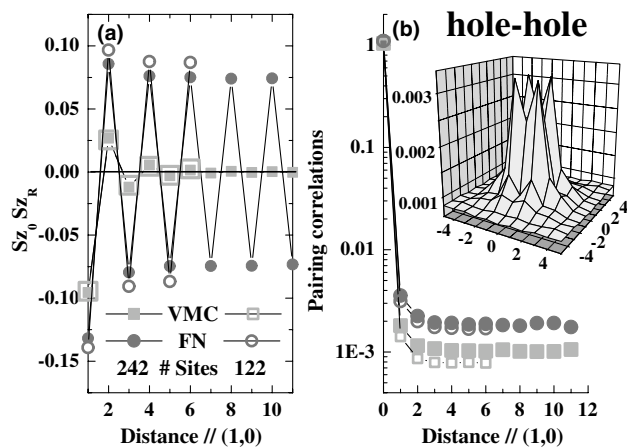 hole-hole
(a)
(b)
0.10
0.05
0.00
-0.05
-0.10
-0.15
Sz0 SzR
VMC
FN
242 # Sites 122
2 4 6 8 10
Distance // (1,0)
1
0.1
0.01
1E-3
Pairing correlations
0 2 4 6 8 10 12
Distance // (1,0)
0.003
0.002
0.001
-4 -2 0 2 4
-4 -2 0 2 4